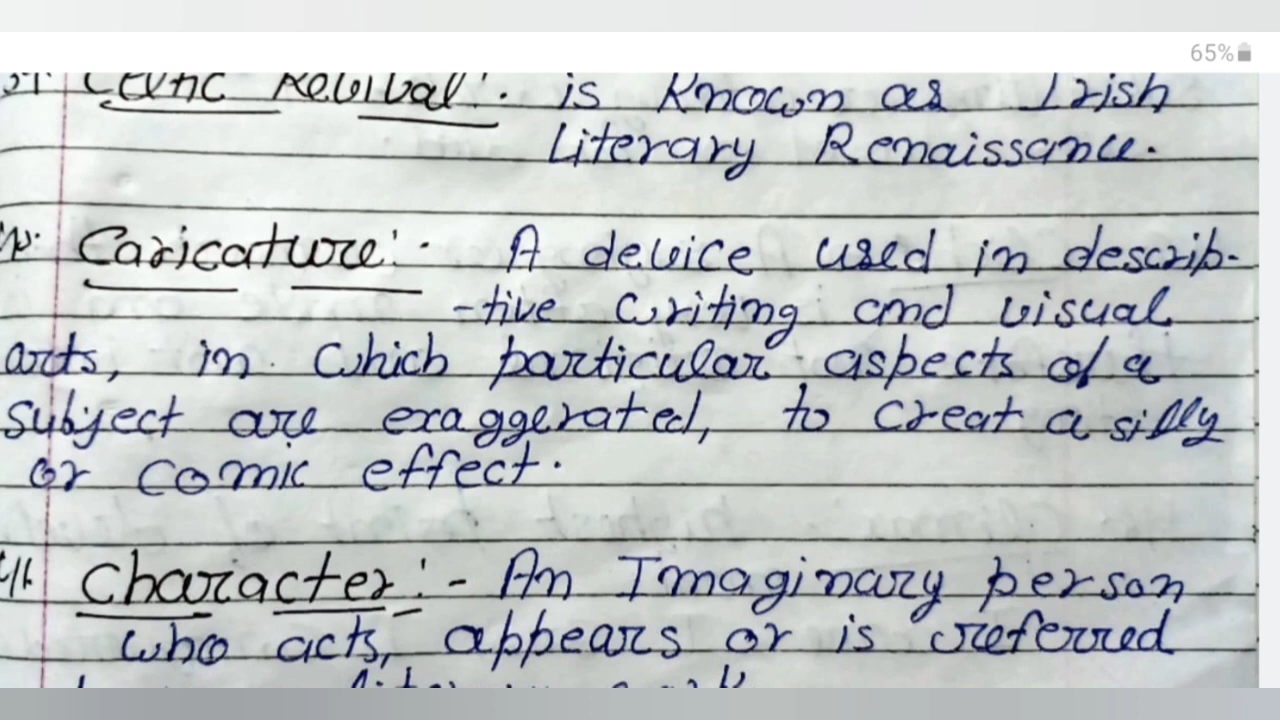 65%
39. Celtic Revival:- is Known as Irish
Literary Renaissance.
Caricature:- A device used in describ-
-tive writing and visual
arts, in which particular aspects of a
subject are exaggerated, to creat a silly
or comic effect.
41. Character:- An Imaginary person
who acts, appears or is referred